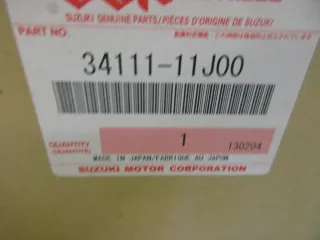 SUZUKI GENUINE PARTS/PIÈCES D'ORIGINE DE SUZUKI
PART NO.
34111-11J00
QUANTITY
(QUANTITÉ)
1
130204
MADE IN JAPAN/FABRIQUE AU JAPON
SUZUKI MOTOR CORPORATION